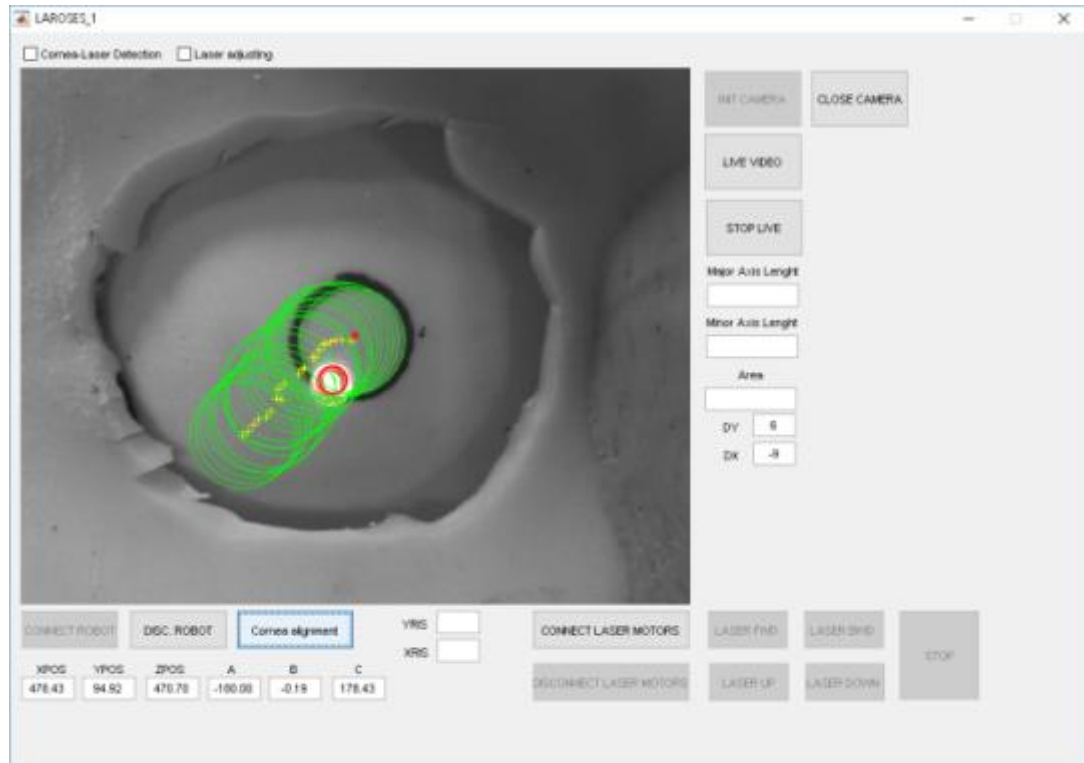 LAROSES_1
Cornea-Laser Detection Laser adjusting
INIT CAMERA CLOSE CAMERA
LIVE VIDEO
STOP LIVE
Major Axis Lenght
Minor Axis Lenght
Area
DY 6
DX -9
CONNECT ROBOT DISC. ROBOT Cornea alignment YRIS CONNECT LASER MOTORS LASER FWD LASER BWD STOP
XRIS
XPOS YPOS ZPOS A B C
478.43 94.92 470.70 -0.19 178.43 DISCONNECT LASER MOTORS LASER UP LASER DOWN